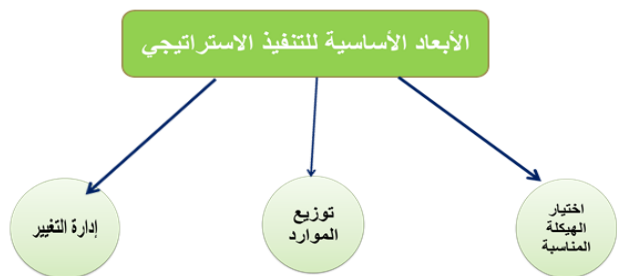 الأبعاد الأساسية للتنفيذ الاستراتيجي
اختيار
الهيكلة
المناسبة
توزيع
الموارد
إدارة التغيير